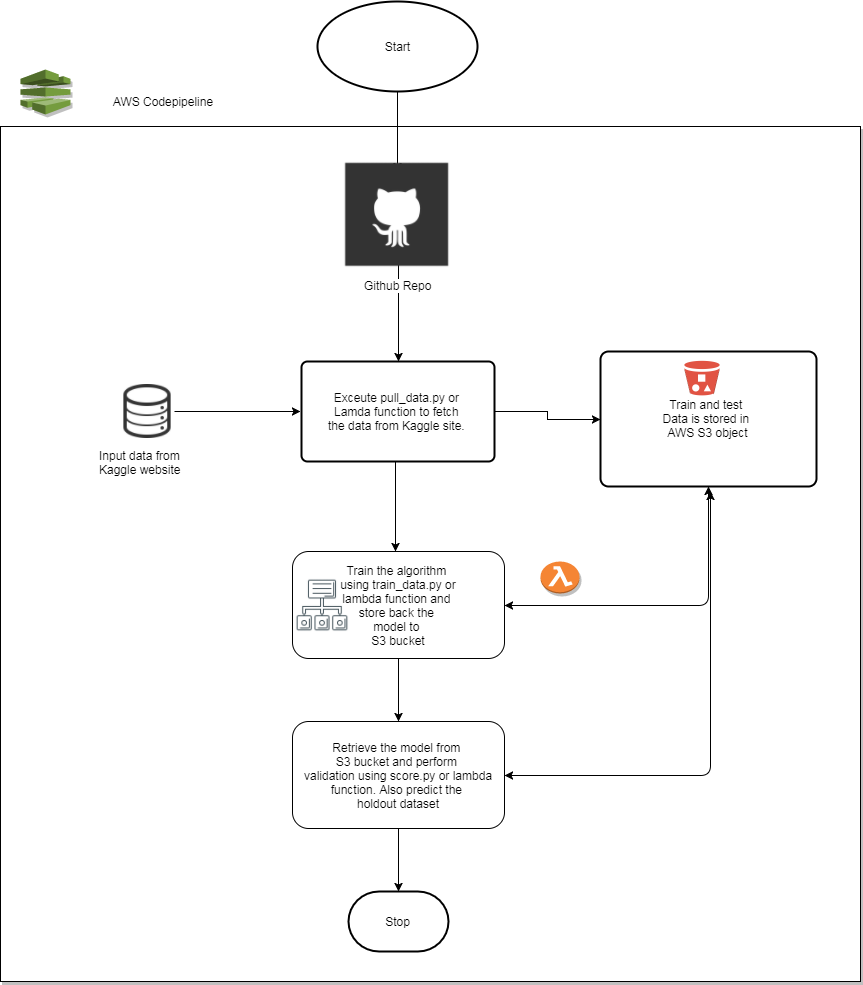 Start
AWS Codepipeline
Github Repo
Exceute pull_data.py or
Lamda function to fetch
the data from Kaggle site.
Train and test
Data is stored in
AWS S3 object
Input data from
Kaggle website
Train the algorithm
using train_data.py or
lambda function and
store back the
model to
S3 bucket
Retrieve the model from
S3 bucket and perform
validation using score.py or lambda
function. Also predict the
holdout dataset
Stop